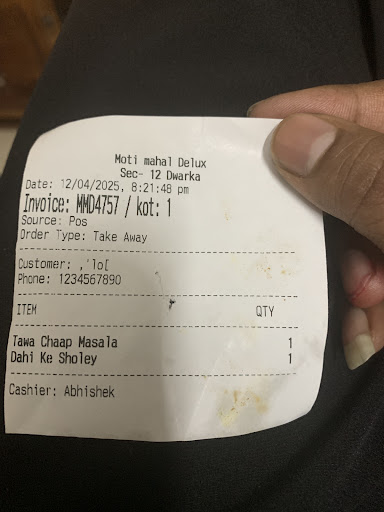 Moti mahal Delux
Sec- 12 Dwarka
Date: 12/04/2025, 8:21:48 pm
Invoice: MMD4757 / kot: 1
Source: Pos
Order Type: Take Away
Customer: ,'lo[
Phone: 1234567890
ITEM QTY
Tawa Chaap Masala 1
Dahi Ke Sholey 1
Cashier: Abhishek